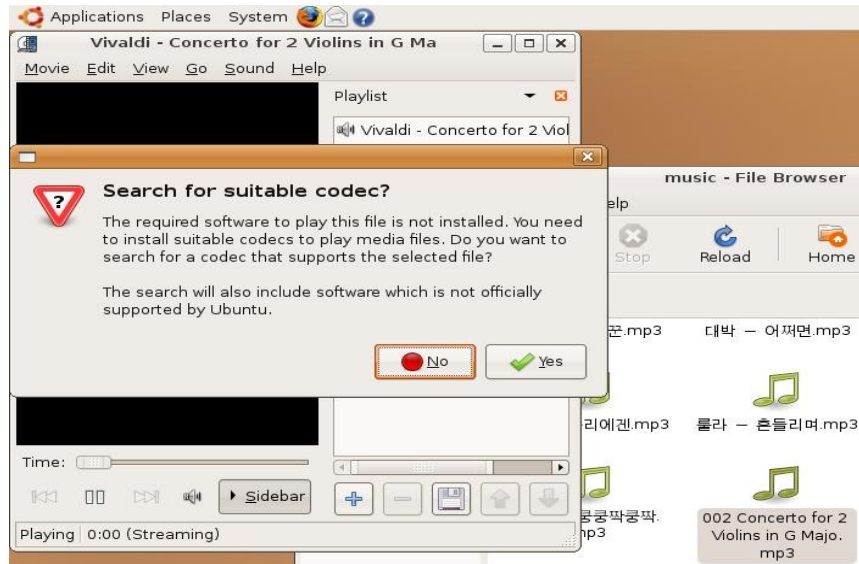 Applications Places System
Vivaldi - Concerto for 2 Violins in G Ma
Movie Edit View Go Sound Help
Playlist
Vivaldi - Concerto for 2 Viol
Search for suitable codec?
The required software to play this file is not installed. You need
to install suitable codecs to play media files. Do you want to
search for a codec that supports the selected file?
The search will also include software which is not officially
supported by Ubuntu.
No Yes
Time:
Sidebar
Playing 0:00 (Streaming)
music - File Browser
elp
Stop Reload Home
꾼.mp3 대박 - 어쩌면.mp3
리에겐.mp3 룰라 - 흔들리며.mp3
쿵쿵짝쿵짝.
mp3
002 Concerto for 2
Violins in G Majo.
mp3